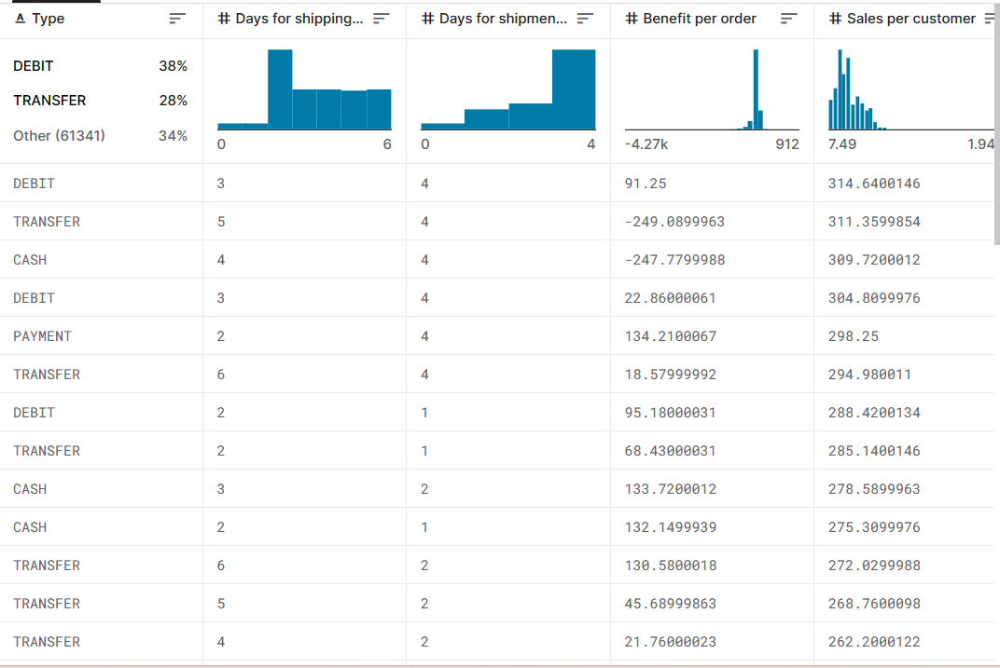 A Type # Days for shipping... # Days for shipmen... # Benefit per order # Sales per customer
DEBIT 38%
TRANSFER 28%
Other (61341) 34%
0 6 0 4 -4.27k 912 7.49 1.94
DEBIT 3 4 91.25 314.6400146
TRANSFER 5 4 -249.0899963 311.3599854
CASH 4 4 -247.7799988 309.7200012
DEBIT 3 4 22.86000061 304.8099976
PAYMENT 2 4 134.2100067 298.25
TRANSFER 6 4 18.57999992 294.980011
DEBIT 2 1 95.18000031 288.4200134
TRANSFER 2 1 68.43000031 285.1400146
CASH 3 2 133.7200012 278.5899963
CASH 2 1 132.1499939 275.3099976
TRANSFER 6 2 130.5800018 272.0299988
TRANSFER 5 2 45.68999863 268.7600098
TRANSFER 4 2 21.76000023 262.2000122